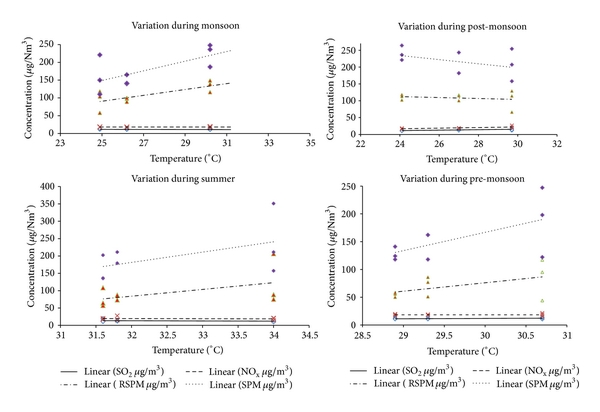 Variation during monsoon
Concentration (μg/Nm³)
250
200
150
100
50
0
23 25 27 29 31 33 35
Temperature (°C)
Variation during post-monsoon
Concentration (μg/Nm³)
250
200
150
100
50
0
22 24 26 28 30 32
Temperature (°C)
Variation during summer
Concentration (μg/Nm³)
400
350
300
250
200
150
100
50
0
31 31.5 32 32.5 33 33.5 34 34.5
Temperature (°C)
Linear (SO₂ μg/m³) Linear (NOₓ μg/m³)
Linear ( RSPM μg/m³) Linear (SPM μg/m³)
Variation during pre-monsoon
Concentration (μg/Nm³)
250
200
150
100
50
0
28.5 29 29.5 30 30.5 31
Temperature (°C)
Linear (SO₂ μg/m³) Linear (NOₓ μg/m³)
Linear ( RSPM μg/m³) Linear (SPM μg/m³)